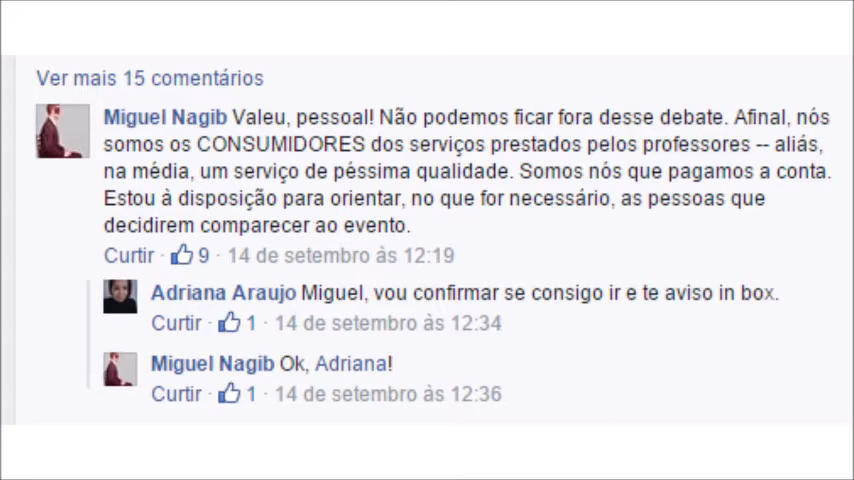 Ver mais 15 comentários
Miguel Nagib Valeu, pessoal! Não podemos ficar fora desse debate. Afinal, nós
somos os CONSUMIDORES dos serviços prestados pelos professores -- aliás,
na média, um serviço de péssima qualidade. Somos nós que pagamos a conta.
Estou à disposição para orientar, no que for necessário, as pessoas que
decidirem comparecer ao evento.
Curtir · 9 · 14 de setembro às 12:19
Adriana Araujo Miguel, vou confirmar se consigo ir e te aviso in box.
Curtir · 1 · 14 de setembro às 12:34
Miguel Nagib Ok, Adriana!
Curtir · 1 · 14 de setembro às 12:36